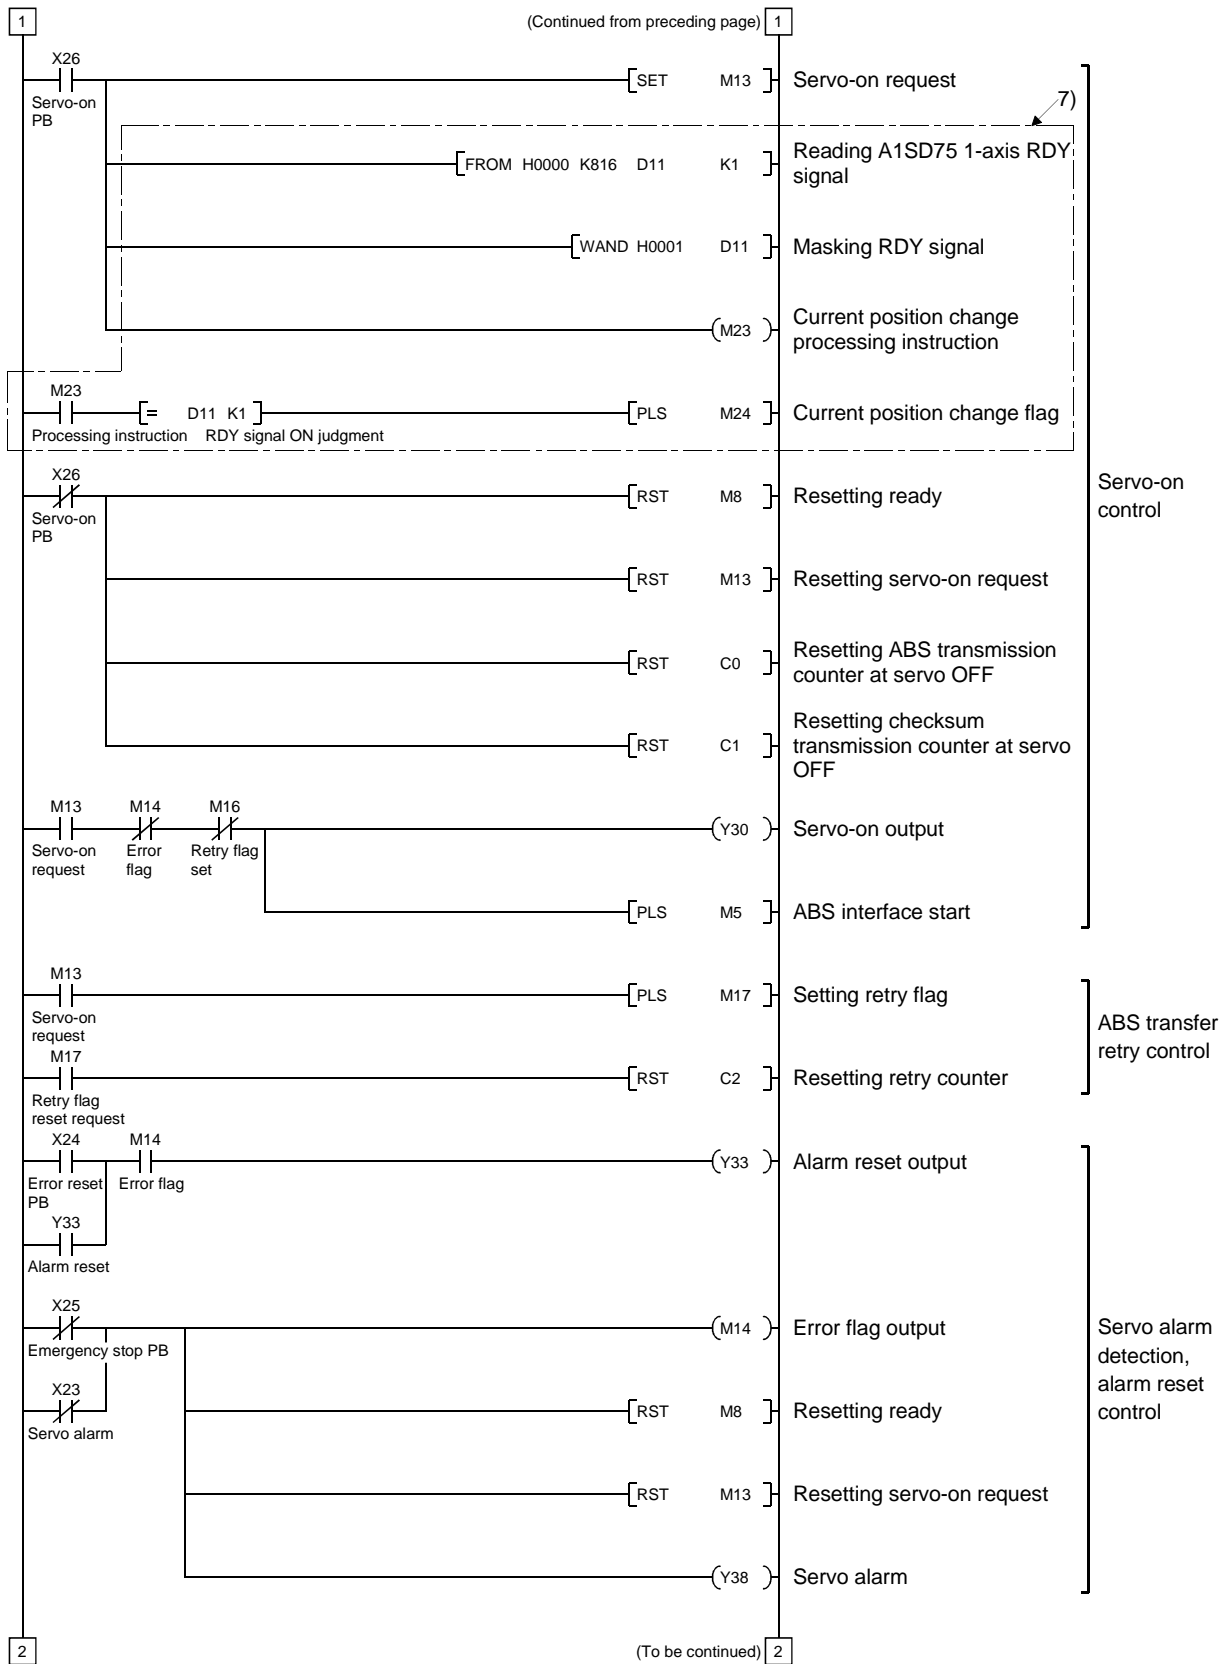 1 (Continued from preceding page) 1
X26
Servo-on
PB
SET M13 Servo-on request
7)
FROM H0000 K816 D11 K1 Reading A1SD75 1-axis RDY
signal
WAND H0001 D11 Masking RDY signal
M23 Current position change
processing instruction
M23
= D11 K1 PLS M24 Current position change flag
Processing instruction RDY signal ON judgment
X26
Servo-on
PB
RST M8 Resetting ready
Servo-on
control
RST M13 Resetting servo-on request
RST C0 Resetting ABS transmission
counter at servo OFF
RST C1 Resetting checksum
transmission counter at servo
OFF
M13 M14 M16
Y30 Servo-on output
Servo-on Error Retry flag
request flag set
PLS M5 ABS interface start
M13
PLS M17 Setting retry flag
Servo-on
request
ABS transfer
retry control
M17
RST C2 Resetting retry counter
Retry flag
reset request
X24 M14
Y33 Alarm reset output
Error reset Error flag
PB
Y33
Alarm reset
X25
M14 Error flag output
Emergency stop PB
Servo alarm
detection,
alarm reset
control
X23
RST M8 Resetting ready
Servo alarm
RST M13 Resetting servo-on request
Y38 Servo alarm
2 (To be continued) 2